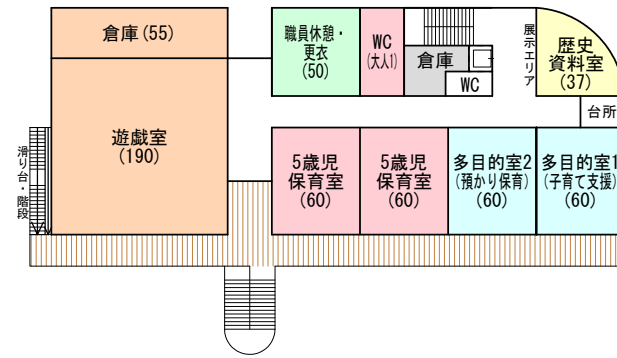 倉庫(55)
職員休憩・
更衣
(50)
WC
(大人1)
倉庫
WC
展示エリア
歴史
資料室
(37)
台所
遊戯室
(190)
滑り台・階段
5歳児
保育室
(60)
5歳児
保育室
(60)
多目的室2
(預かり保育)
(60)
多目的室1
(子育て支援)
(60)